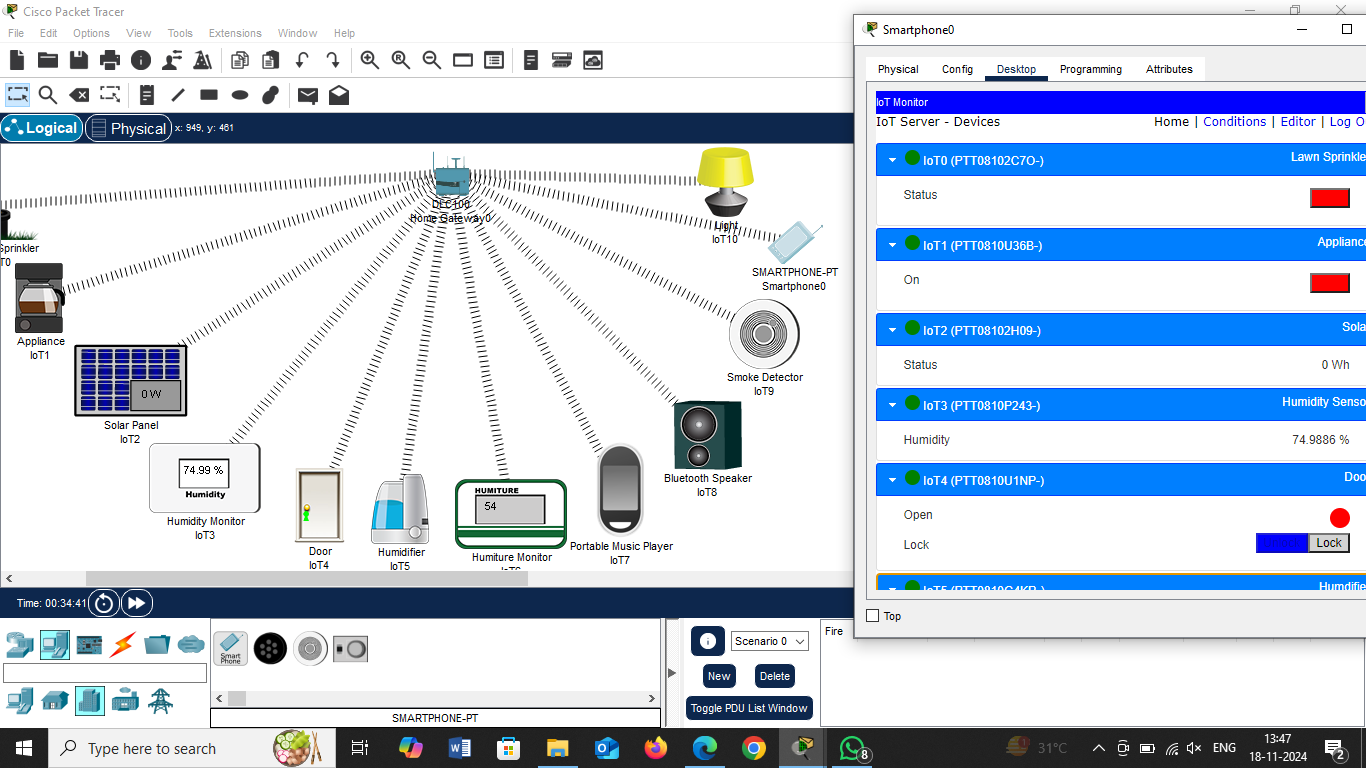 Cisco Packet Tracer
File Edit Options View Tools Extensions Window Help
Logical Physical x: 949, y: 461
DLC100
Home Gateway0
Light
IoT10
SMARTPHONE-PT
Smartphone0
Sprinkler
T0
Appliance
IoT1
0 W
Solar Panel
IoT2
Smoke Detector
IoT9
74.99 %
Humidity
Humidity Monitor
IoT3
Door
IoT4
Humidifier
IoT5
HUMITURE
54
Humiture Monitor
Portable Music Player
IoT7
Bluetooth Speaker
IoT8
Time: 00:34:41
Smart
Phone
SMARTPHONE-PT
Scenario 0
New Delete
Toggle PDU List Window
Fire
Smartphone0
Physical Config Desktop Programming Attributes
IoT Monitor
IoT Server - Devices Home | Conditions | Editor | Log O
IoT0 (PTT08102C7O-) Lawn Sprinkle
Status
IoT1 (PTT0810U36B-) Appliance
On
IoT2 (PTT08102H09-) Sola
Status 0 Wh
IoT3 (PTT0810P243-) Humidity Senso
Humidity 74.9886 %
IoT4 (PTT0810U1NP-) Doo
Open
Lock Lock
Humdifie
Top
Type here to search
8
31°C
ENG
13:47
18-11-2024
2